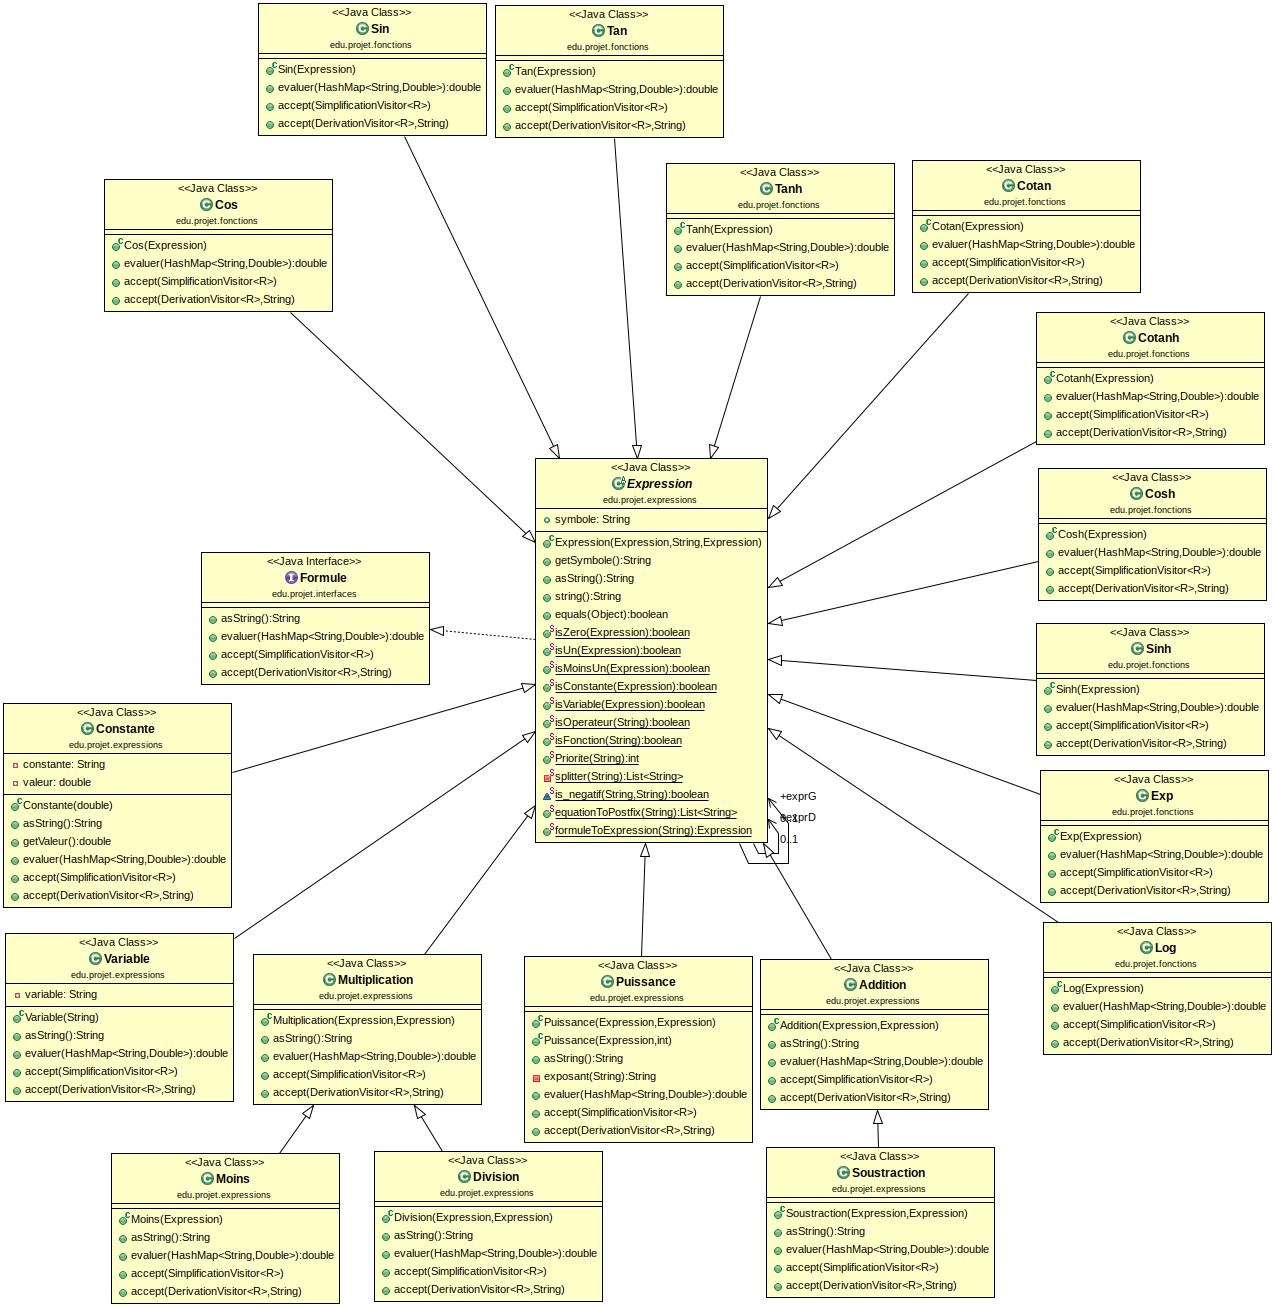 <<Java Class>>
Sin
edu.projet.fonctions
Sin(Expression)
evaluer(HashMap<String,Double>):double
accept(SimplificationVisitor<R>)
accept(DerivationVisitor<R>,String)
<<Java Class>>
Tan
edu.projet.fonctions
Tan(Expression)
evaluer(HashMap<String,Double>):double
accept(SimplificationVisitor<R>)
accept(DerivationVisitor<R>,String)
<<Java Class>>
Cos
edu.projet.fonctions
Cos(Expression)
evaluer(HashMap<String,Double>):double
accept(SimplificationVisitor<R>)
accept(DerivationVisitor<R>,String)
<<Java Class>>
Tanh
edu.projet.fonctions
Tanh(Expression)
evaluer(HashMap<String,Double>):double
accept(SimplificationVisitor<R>)
accept(DerivationVisitor<R>,String)
<<Java Class>>
Cotan
edu.projet.fonctions
Cotan(Expression)
evaluer(HashMap<String,Double>):double
accept(SimplificationVisitor<R>)
accept(DerivationVisitor<R>,String)
<<Java Class>>
Cotanh
edu.projet.fonctions
Cotanh(Expression)
evaluer(HashMap<String,Double>):double
accept(SimplificationVisitor<R>)
accept(DerivationVisitor<R>,String)
<<Java Class>>
Expression
edu.projet.expressions
symbole: String
Expression(Expression,String,Expression)
getSymbole():String
asString():String
string():String
equals(Object):boolean
isZero(Expression):boolean
isUn(Expression):boolean
isMoinsUn(Expression):boolean
isConstante(Expression):boolean
isVariable(Expression):boolean
isOperateur(String):boolean
isFonction(String):boolean
Priorite(String):int
splitter(String):List<String>
is_negatif(String,String):boolean
equationToPostfix(String):List<String>
formuleToExpression(String):Expression
+exprG
0..1
+exprD
0..1
<<Java Class>>
Cosh
edu.projet.fonctions
Cosh(Expression)
evaluer(HashMap<String,Double>):double
accept(SimplificationVisitor<R>)
accept(DerivationVisitor<R>,String)
<<Java Interface>>
Formule
edu.projet.interfaces
asString():String
evaluer(HashMap<String,Double>):double
accept(SimplificationVisitor<R>)
accept(DerivationVisitor<R>,String)
<<Java Class>>
Sinh
edu.projet.fonctions
Sinh(Expression)
evaluer(HashMap<String,Double>):double
accept(SimplificationVisitor<R>)
accept(DerivationVisitor<R>,String)
<<Java Class>>
Constante
edu.projet.expressions
constante: String
valeur: double
Constante(double)
asString():String
getValeur():double
evaluer(HashMap<String,Double>):double
accept(SimplificationVisitor<R>)
accept(DerivationVisitor<R>,String)
<<Java Class>>
Exp
edu.projet.fonctions
Exp(Expression)
evaluer(HashMap<String,Double>):double
accept(SimplificationVisitor<R>)
accept(DerivationVisitor<R>,String)
<<Java Class>>
Log
edu.projet.fonctions
Log(Expression)
evaluer(HashMap<String,Double>):double
accept(SimplificationVisitor<R>)
accept(DerivationVisitor<R>,String)
<<Java Class>>
Variable
edu.projet.expressions
variable: String
Variable(String)
asString():String
evaluer(HashMap<String,Double>):double
accept(SimplificationVisitor<R>)
accept(DerivationVisitor<R>,String)
<<Java Class>>
Multiplication
edu.projet.expressions
Multiplication(Expression,Expression)
asString():String
evaluer(HashMap<String,Double>):double
accept(SimplificationVisitor<R>)
accept(DerivationVisitor<R>,String)
<<Java Class>>
Puissance
edu.projet.expressions
Puissance(Expression,Expression)
Puissance(Expression,int)
asString():String
exposant(String):String
evaluer(HashMap<String,Double>):double
accept(SimplificationVisitor<R>)
accept(DerivationVisitor<R>,String)
<<Java Class>>
Addition
edu.projet.expressions
Addition(Expression,Expression)
asString():String
evaluer(HashMap<String,Double>):double
accept(SimplificationVisitor<R>)
accept(DerivationVisitor<R>,String)
<<Java Class>>
Moins
edu.projet.expressions
Moins(Expression)
asString():String
evaluer(HashMap<String,Double>):double
accept(SimplificationVisitor<R>)
accept(DerivationVisitor<R>,String)
<<Java Class>>
Division
edu.projet.expressions
Division(Expression,Expression)
asString():String
evaluer(HashMap<String,Double>):double
accept(SimplificationVisitor<R>)
accept(DerivationVisitor<R>,String)
<<Java Class>>
Soustraction
edu.projet.expressions
Soustraction(Expression,Expression)
asString():String
evaluer(HashMap<String,Double>):double
accept(SimplificationVisitor<R>)
accept(DerivationVisitor<R>,String)